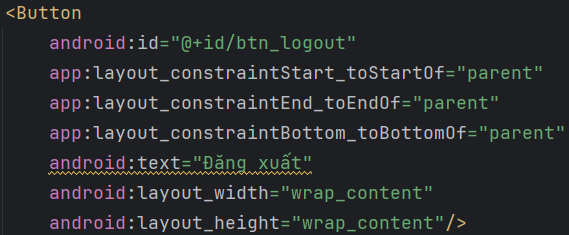 <Button
android:id="@+id/btn_logout"
app:layout_constraintStart_toStartOf="parent"
app:layout_constraintEnd_toEndOf="parent"
app:layout_constraintBottom_toBottomOf="parent"
android:text="Đăng xuất"
android:layout_width="wrap_content"
android:layout_height="wrap_content"/>